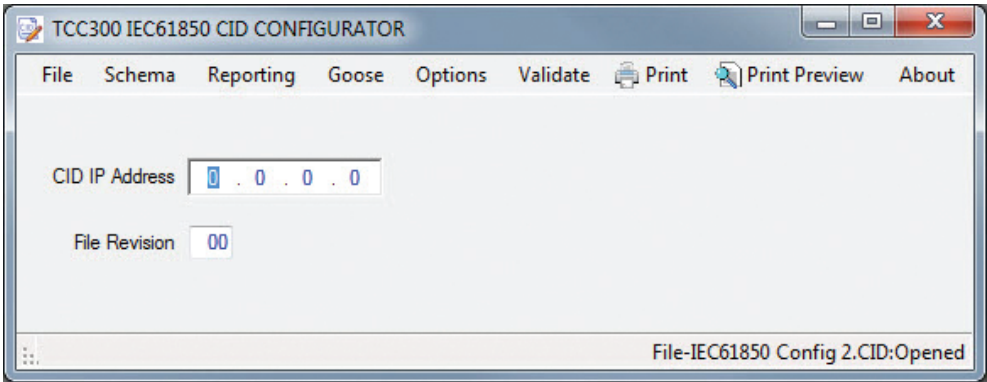 TCC300 IEC61850 CID CONFIGURATOR
File Schema Reporting Goose Options Validate Print Print Preview About
CID IP Address 0 . 0 . 0 . 0
File Revision 00
File-IEC61850 Config 2.CID:Opened